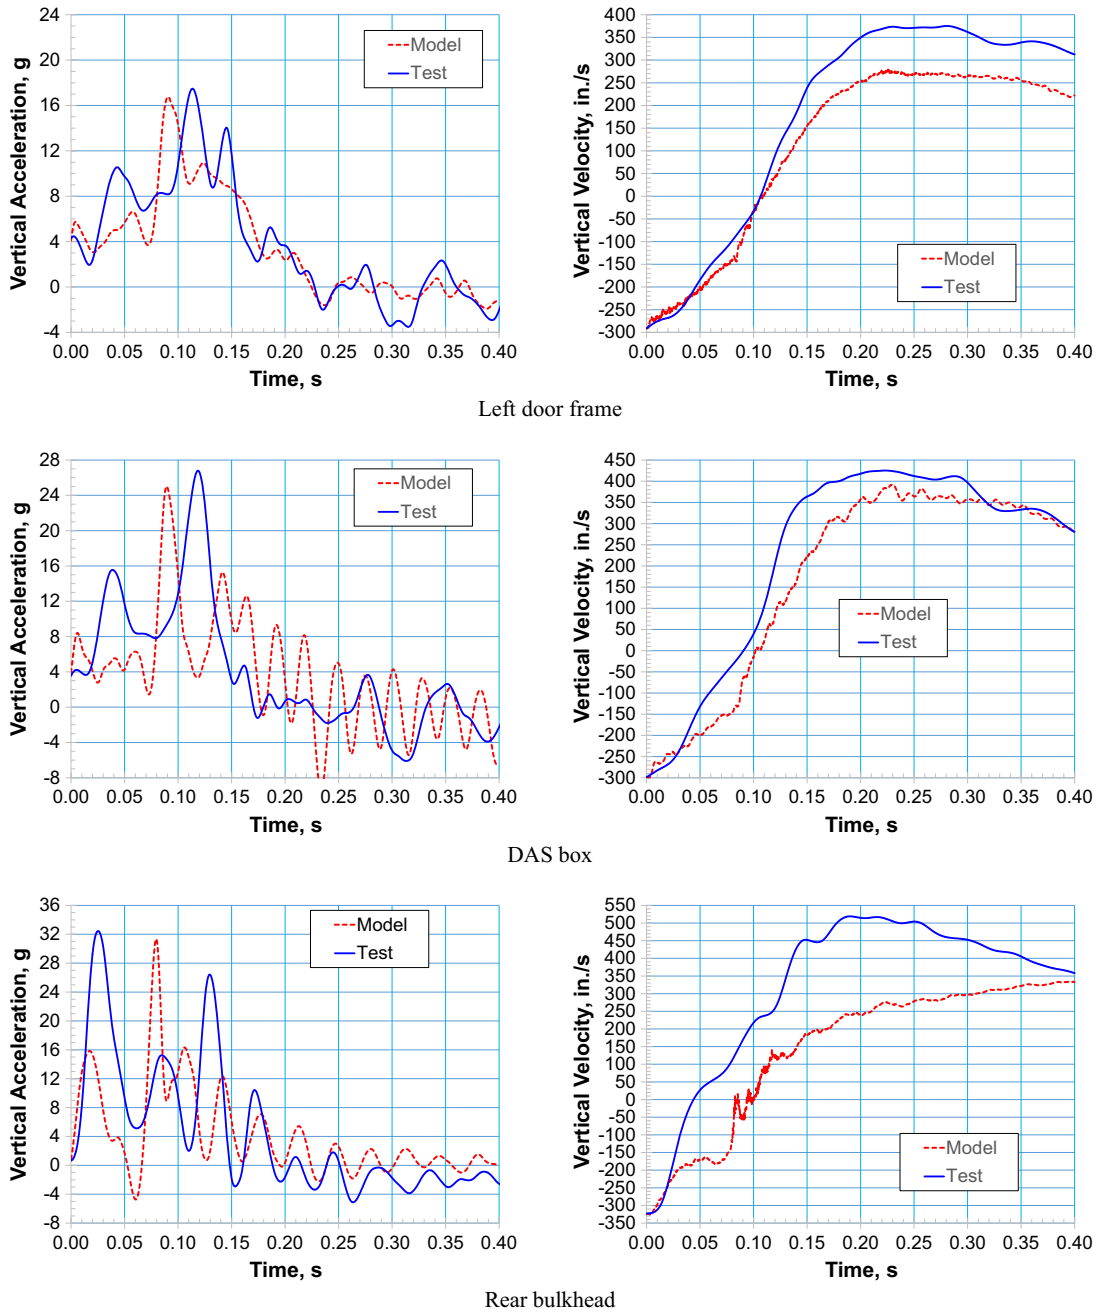 24
20
16
12
8
4
0
-4
Vertical Acceleration, g
Model
Test
0.00 0.05 0.10 0.15 0.20 0.25 0.30 0.35 0.40
Time, s
400
350
300
250
200
150
100
50
0
-50
-100
-150
-200
-250
-300
Vertical Velocity, in./s
Model
Test
0.00 0.05 0.10 0.15 0.20 0.25 0.30 0.35 0.40
Time, s
Left door frame
28
24
20
16
12
8
4
0
-4
-8
Vertical Acceleration, g
Model
Test
0.00 0.05 0.10 0.15 0.20 0.25 0.30 0.35 0.40
Time, s
450
400
350
300
250
200
150
100
50
0
-50
-100
-150
-200
-250
-300
Vertical Velocity, in./s
Model
Test
0.00 0.05 0.10 0.15 0.20 0.25 0.30 0.35 0.40
Time, s
DAS box
36
32
28
24
20
16
12
8
4
0
-4
-8
Vertical Acceleration, g
Model
Test
0.00 0.05 0.10 0.15 0.20 0.25 0.30 0.35 0.40
Time, s
550
500
450
400
350
300
250
200
150
100
50
0
-50
-100
-150
-200
-250
-300
-350
Vertical Velocity, in./s
Model
Test
0.00 0.05 0.10 0.15 0.20 0.25 0.30 0.35 0.40
Time, s
Rear bulkhead